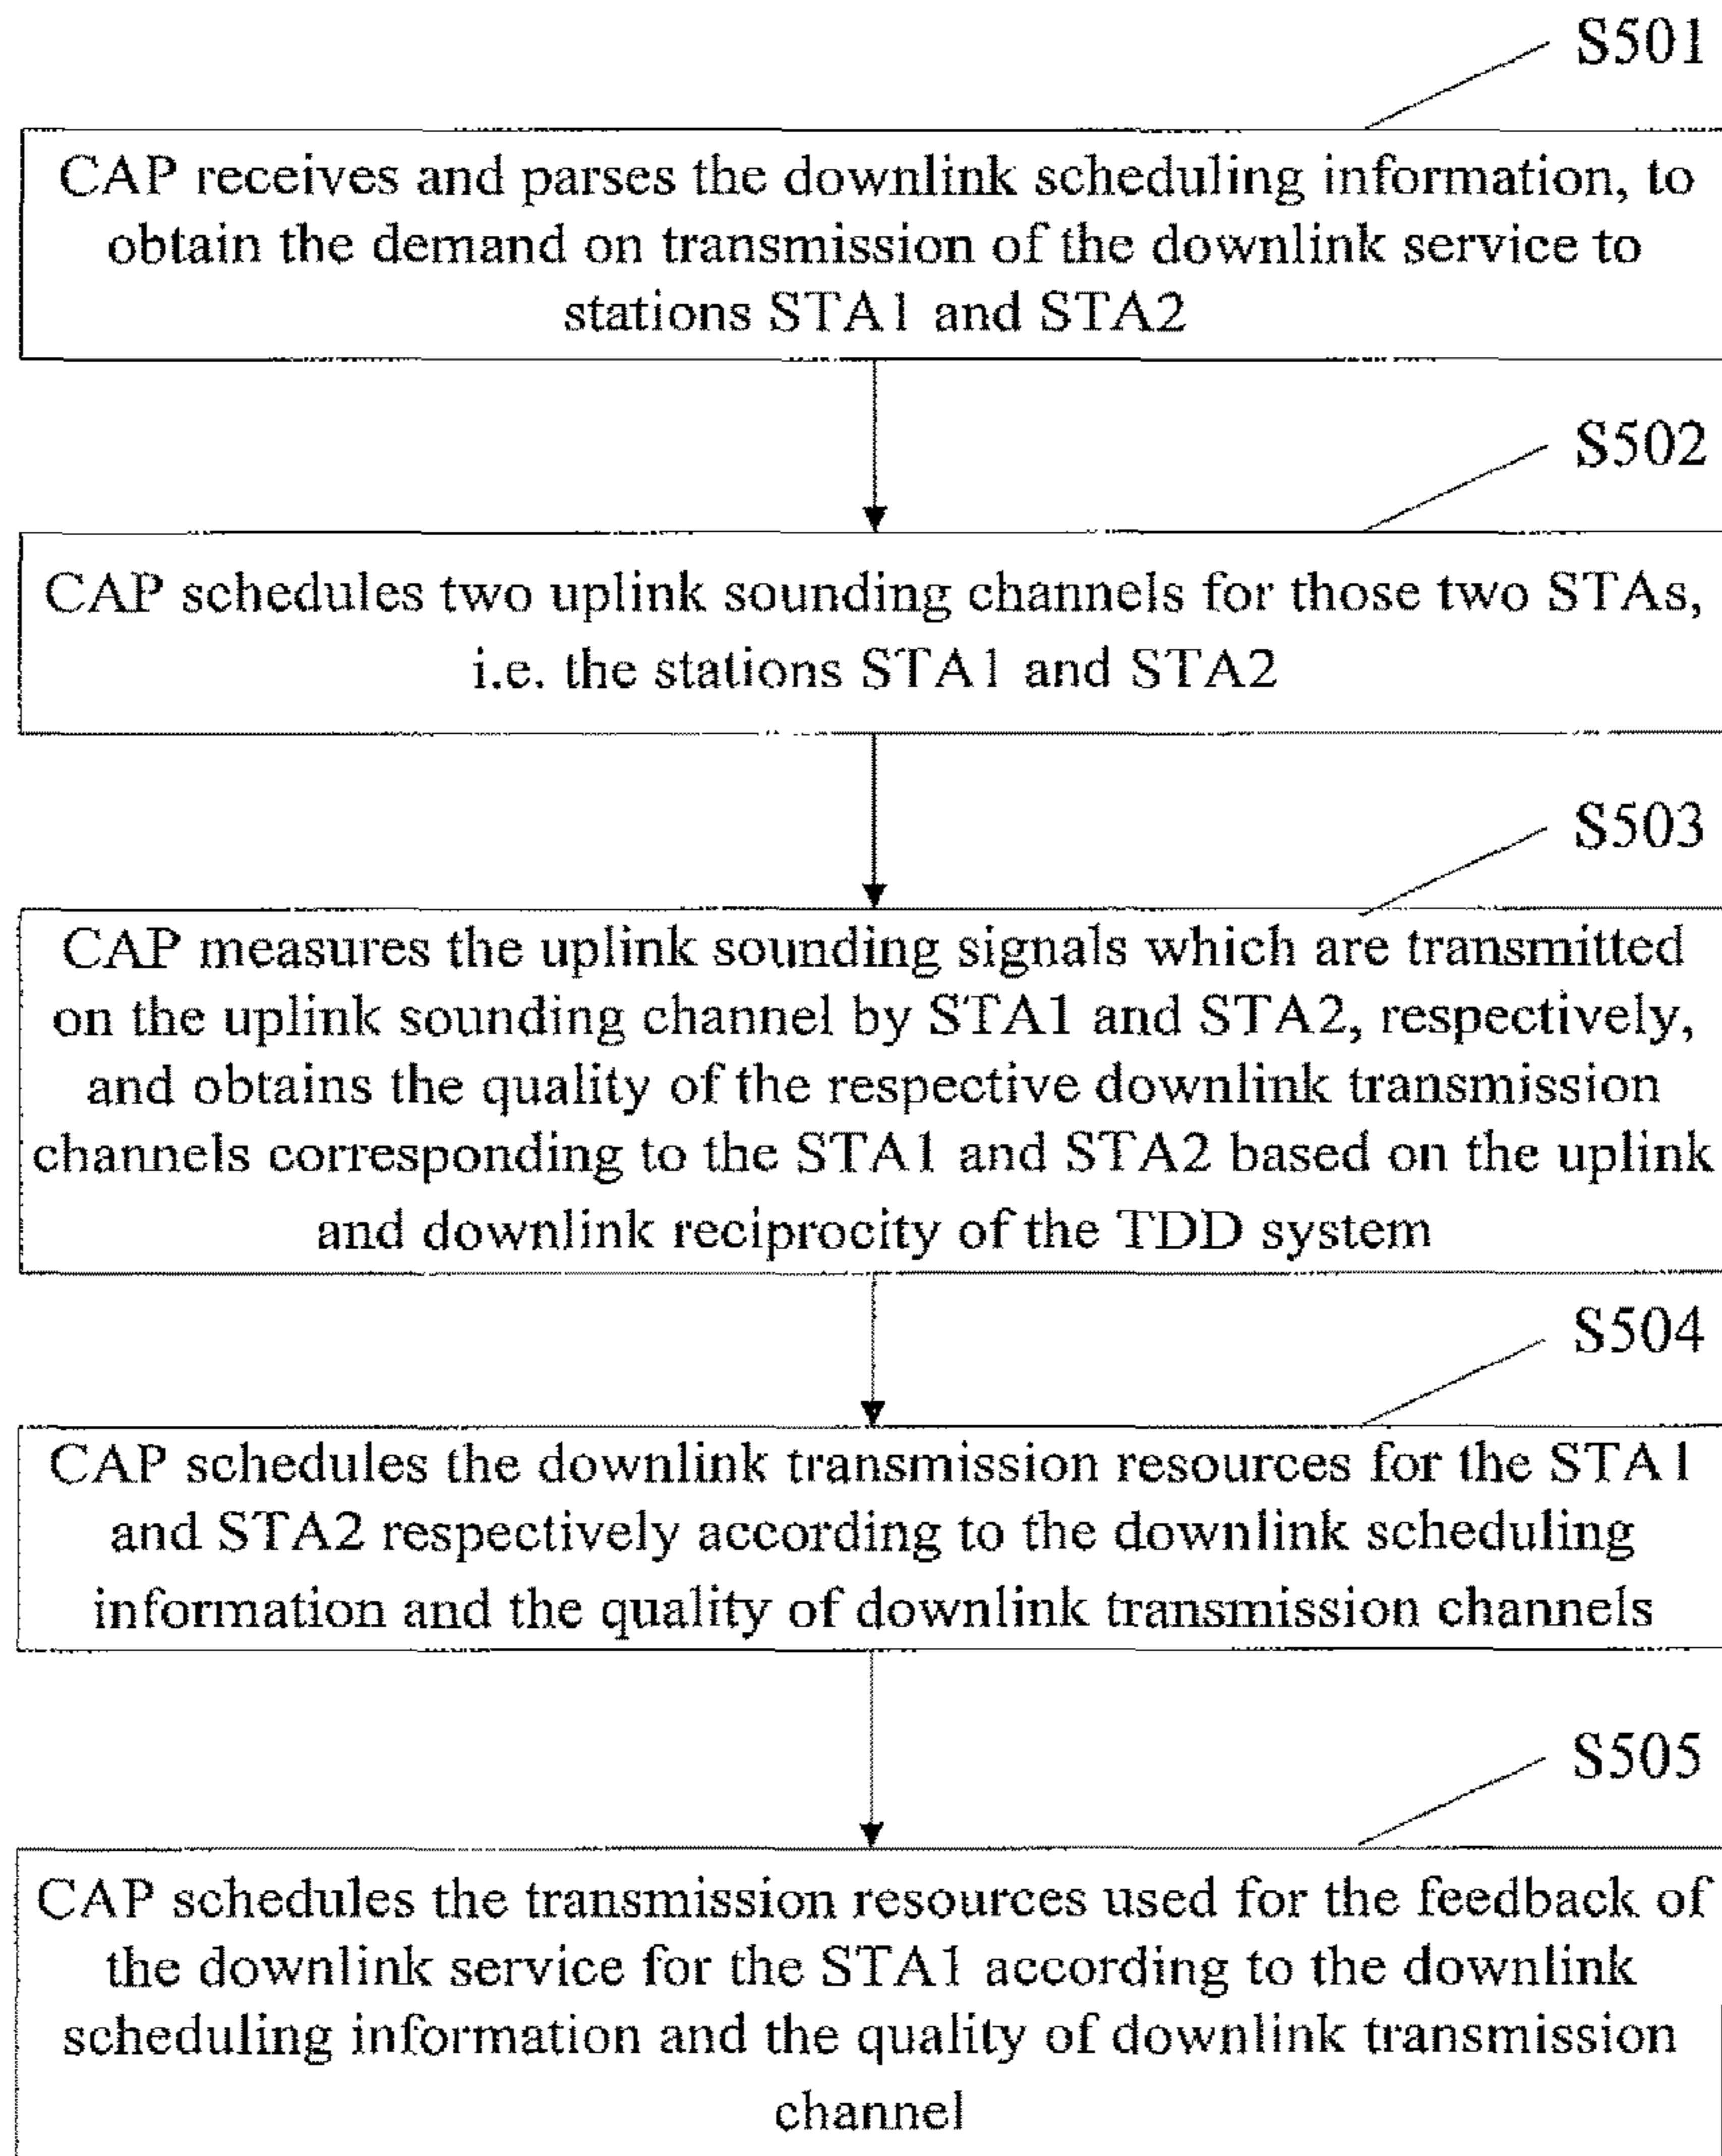 S501
CAP receives and parses the downlink scheduling information, to
obtain the demand on transmission of the downlink service to
stations STA1 and STA2
S502
CAP schedules two uplink sounding channels for those two STAs,
i.e. the stations STA1 and STA2
S503
CAP measures the uplink sounding signals which are transmitted
on the uplink sounding channel by STA1 and STA2, respectively,
and obtains the quality of the respective downlink transmission
channels corresponding to the STA1 and STA2 based on the uplink
and downlink reciprocity of the TDD system
S504
CAP schedules the downlink transmission resources for the STA1
and STA2 respectively according to the downlink scheduling
information and the quality of downlink transmission channels
S505
CAP schedules the transmission resources used for the feedback of
the downlink service for the STA1 according to the downlink
scheduling information and the quality of downlink transmission
channel